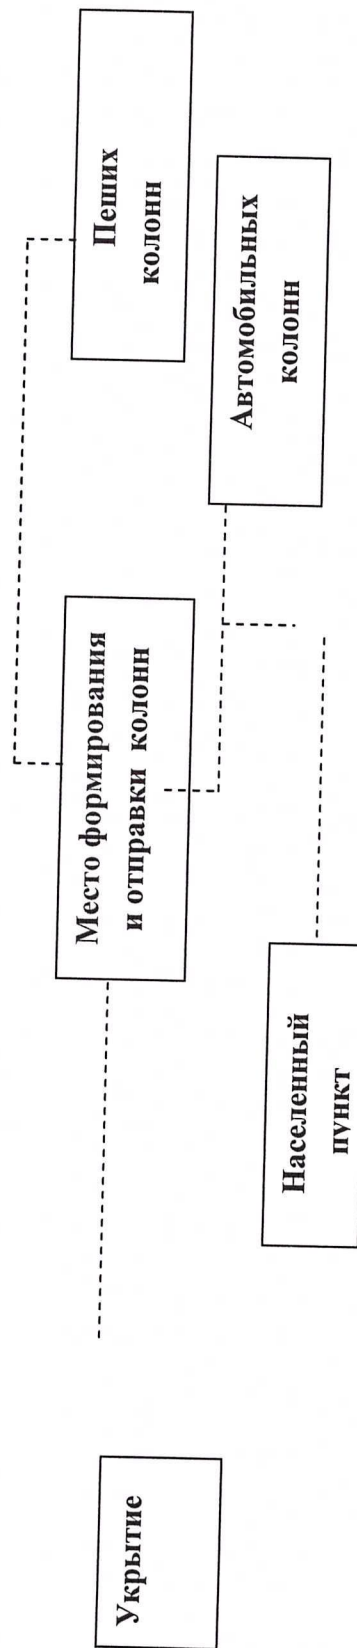 Укрытие
Место формирования
и отправки колонн
Пеших
колонн
Населенный
пункт
Автомобильных
колонн